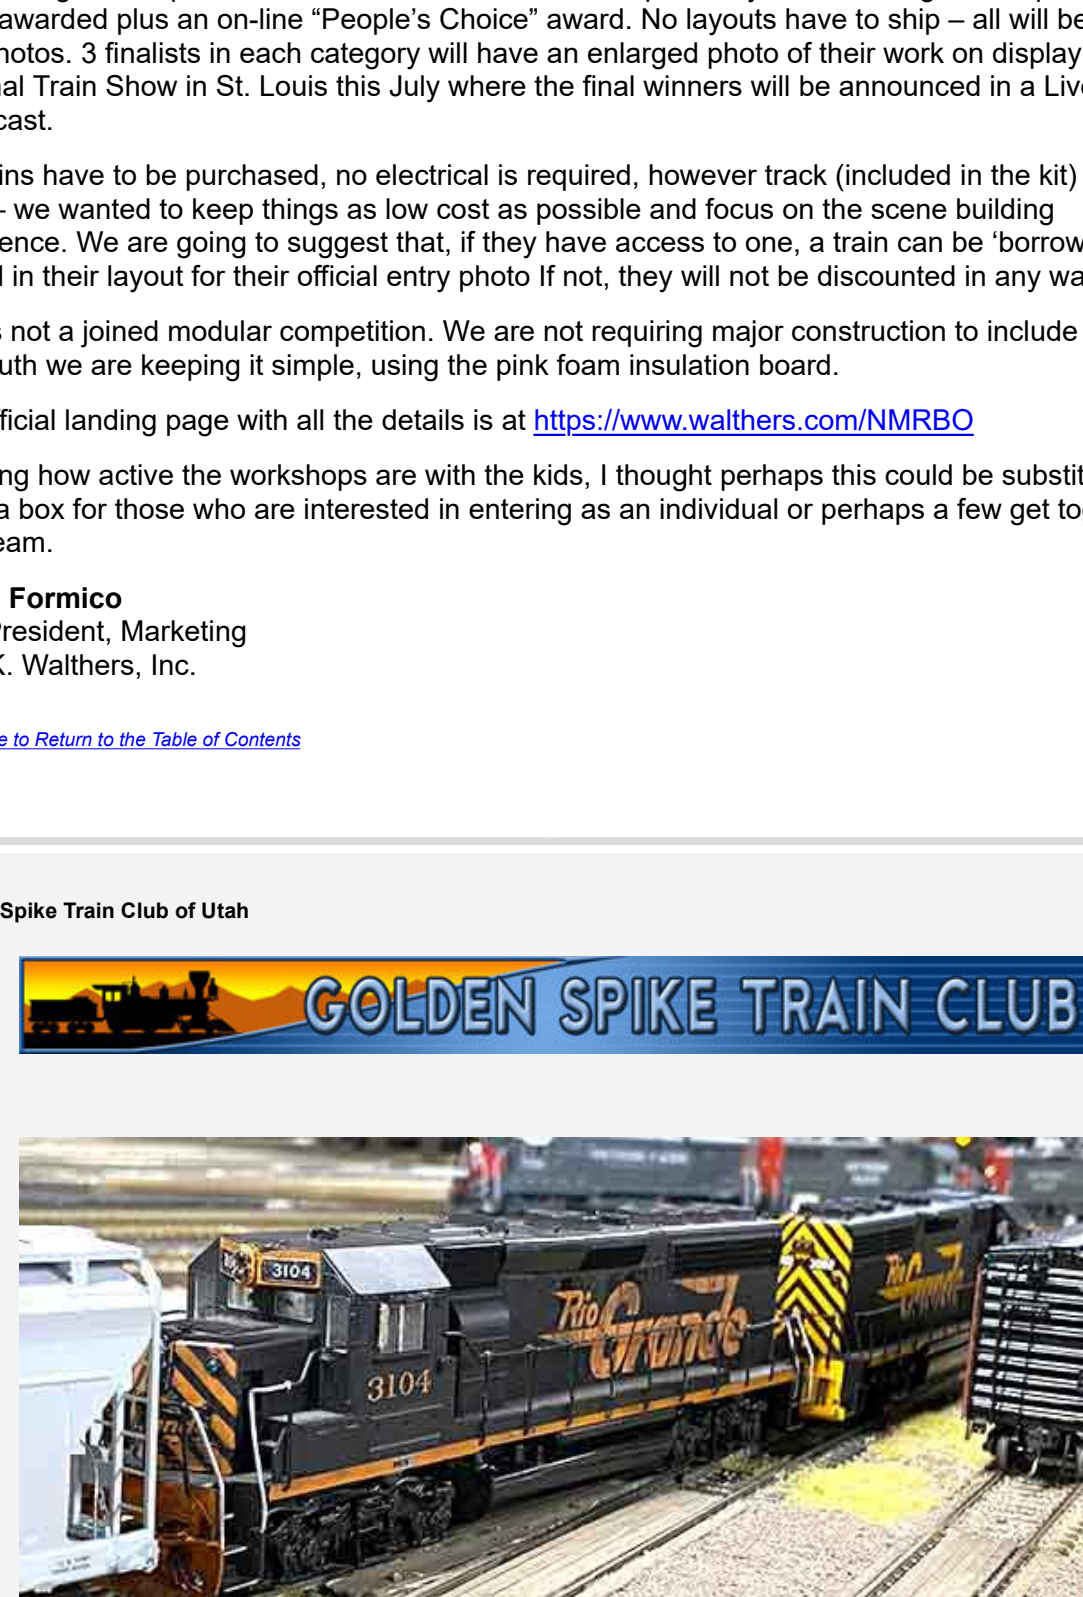 awarded plus an on-line “People’s Choice” award. No layouts have to ship – all will be
hotos. 3 finalists in each category will have an enlarged photo of their work on display
al Train Show in St. Louis this July where the final winners will be announced in a Live
cast.
ins have to be purchased, no electrical is required, however track (included in the kit)
– we wanted to keep things as low cost as possible and focus on the scene building
ence. We are going to suggest that, if they have access to one, a train can be ‘borrow
l in their layout for their official entry photo If not, they will not be discounted in any wa
s not a joined modular competition. We are not requiring major construction to include
uth we are keeping it simple, using the pink foam insulation board.
ficial landing page with all the details is at https://www.walthers.com/NMRBO
ng how active the workshops are with the kids, I thought perhaps this could be substit
a box for those who are interested in entering as an individual or perhaps a few get to
eam.
Formico
President, Marketing
K. Walthers, Inc.
e to Return to the Table of Contents
Spike Train Club of Utah
GOLDEN SPIKE TRAIN CLUB
3104
Rio Grande
Rio Grande
3104